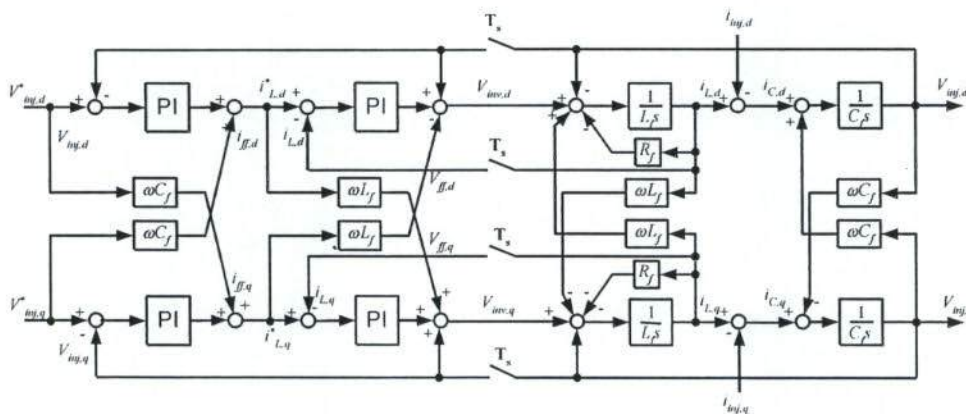 T_s
i_inj,d
V*_inj,d
+
-
PI
+
+
i*_L,d
+
-
PI
+
-
-
V_inv,d
+
-
-
+
1/(L_f s)
i_L,d
+
-
i_C,d
+
+
1/(C_f s)
V_inj,d
V_inj,d
i_ff,d
i_L,d
V_ff,d
T_s
R_f
ωC_f
ωL_f
ωL_f
ωC_f
ωC_f
ωL_f
ωL_f
ωC_f
V_ff,q
T_s
R_f
i_ff,q
i_L,q
V*_inj,q
+
-
PI
+
+
i*_L,q
+
-
PI
+
+
+
V_inv,q
+
-
-
-
-
1/(L_f s)
i_L,q
+
-
i_C,q
+
-
1/(C_f s)
V_inj,q
T_s
i_inj,q